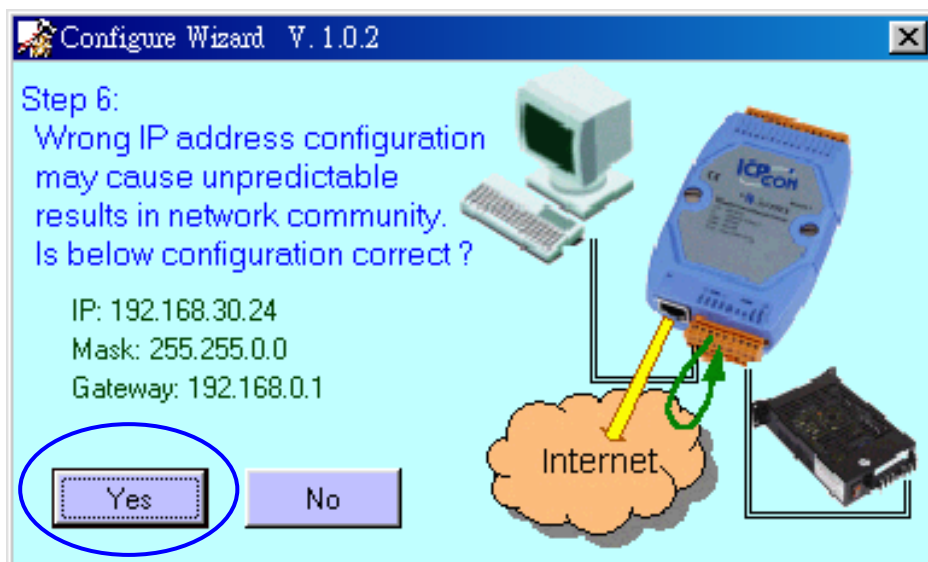 Configure Wizard V. 1.0.2
Step 6:
Wrong IP address configuration
may cause unpredictable
results in network community.
Is below configuration correct ?
IP: 192.168.30.24
Mask: 255.255.0.0
Gateway: 192.168.0.1
Yes
No
ICP
CON
Internet